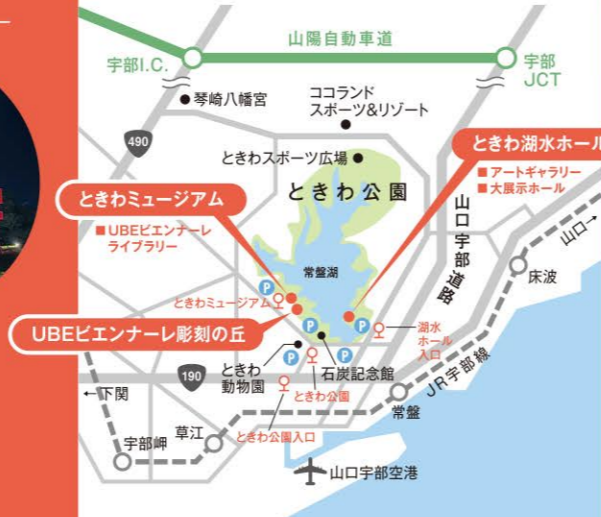 山陽自動車道
宇部I.C.
宇部
JCT
琴崎八幡宮
ココランド
スポーツ&リゾート
490
ときわスポーツ広場
ときわ湖水ホール
■アートギャラリー
■大展示ホール
ときわ公園
ときわミュージアム
■UBEビエンナーレ
ライブラリー
山口宇部道路
山口→
床波
常盤湖
P
ときわミュージアム
UBEビエンナーレ彫刻の丘
P
P
湖水
ホール
入口
P
P
石炭記念館
ときわ
動物園
190
ときわ公園
JR宇部線
←下関
常盤
草江
ときわ公園入口
宇部岬
山口宇部空港